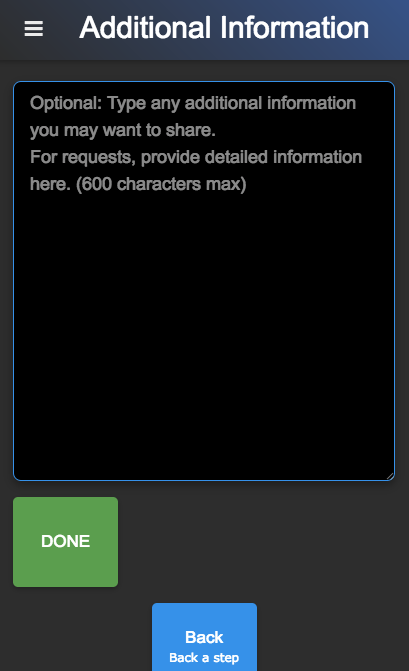 Additional Information
Optional: Type any additional information
you may want to share.
For requests, provide detailed information
here. (600 characters max)
DONE
Back
Back a step